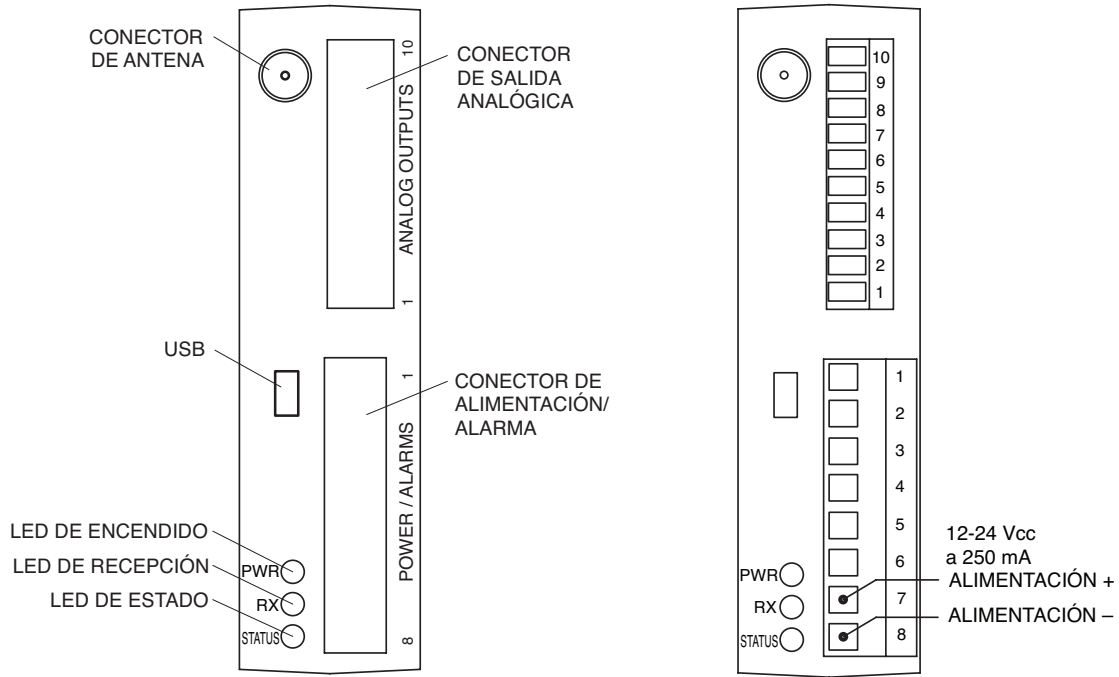 CONECTOR
DE ANTENA
10
ANALOG OUTPUTS
1
CONECTOR
DE SALIDA
ANALÓGICA
USB
1
POWER / ALARMS
8
CONECTOR DE
ALIMENTACIÓN/
ALARMA
LED DE ENCENDIDO
PWR
LED DE RECEPCIÓN
RX
LED DE ESTADO
STATUS
10
9
8
7
6
5
4
3
2
1
1
2
3
4
5
6
7
8
PWR
RX
STATUS
12-24 Vcc
a 250 mA
ALIMENTACIÓN +
ALIMENTACIÓN –